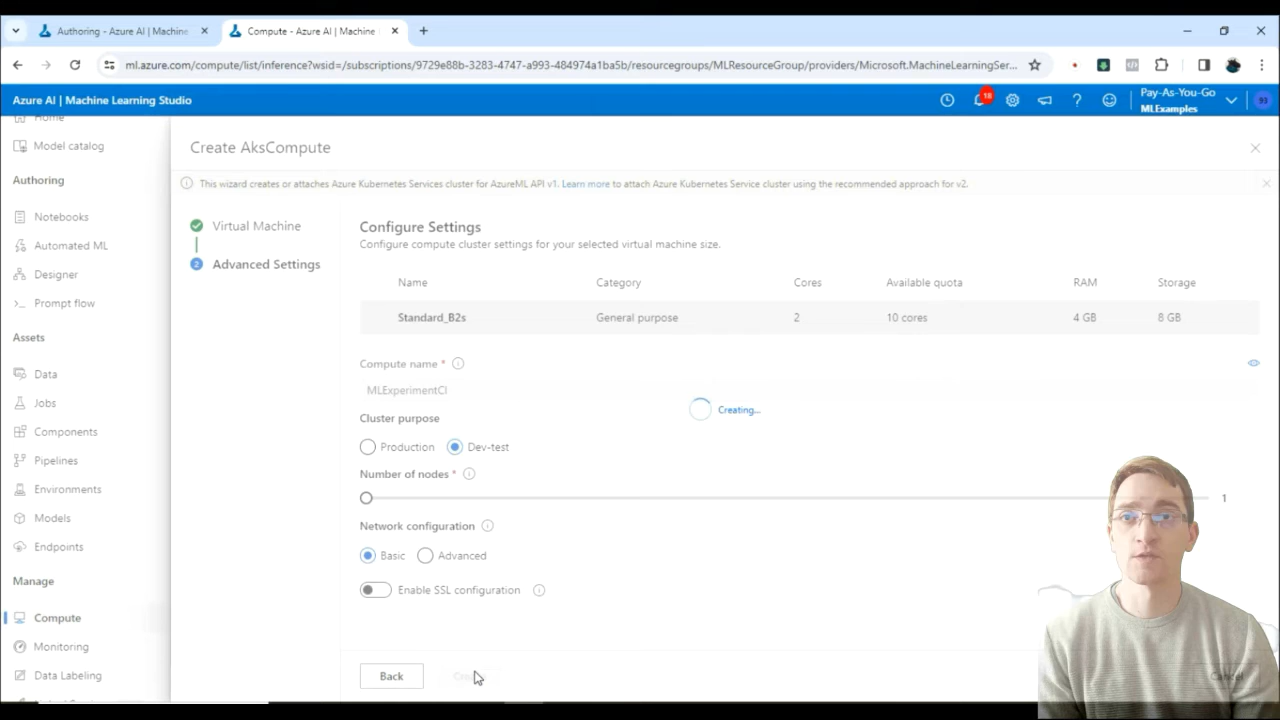 Authoring - Azure AI | Machine
Compute - Azure AI | Machine
ml.azure.com/compute/list/inference?wsid=/subscriptions/9729e88b-3283-4747-a993-484974a1ba5b/resourcegroups/MLResourceGroup/providers/Microsoft.MachineLearningSer...
Azure AI | Machine Learning Studio
18
Pay-As-You-Go
MLExamples
Home
Model catalog
Authoring
Notebooks
Automated ML
Designer
Prompt flow
Assets
Data
Jobs
Components
Pipelines
Environments
Models
Endpoints
Manage
Compute
Monitoring
Data Labeling
Create AksCompute
This wizard creates or attaches Azure Kubernetes Services cluster for AzureML API v1. Learn more to attach Azure Kubernetes Service cluster using the recommended approach for v2.
Virtual Machine
2 Advanced Settings
Configure Settings
Configure compute cluster settings for your selected virtual machine size.
Name Category Cores Available quota RAM Storage
Standard_B2s General purpose 2 10 cores 4 GB 8 GB
Compute name *
MLExperimentCI
Creating...
Cluster purpose
Production Dev-test
Number of nodes *
1
Network configuration
Basic Advanced
Enable SSL configuration
Back Cancel